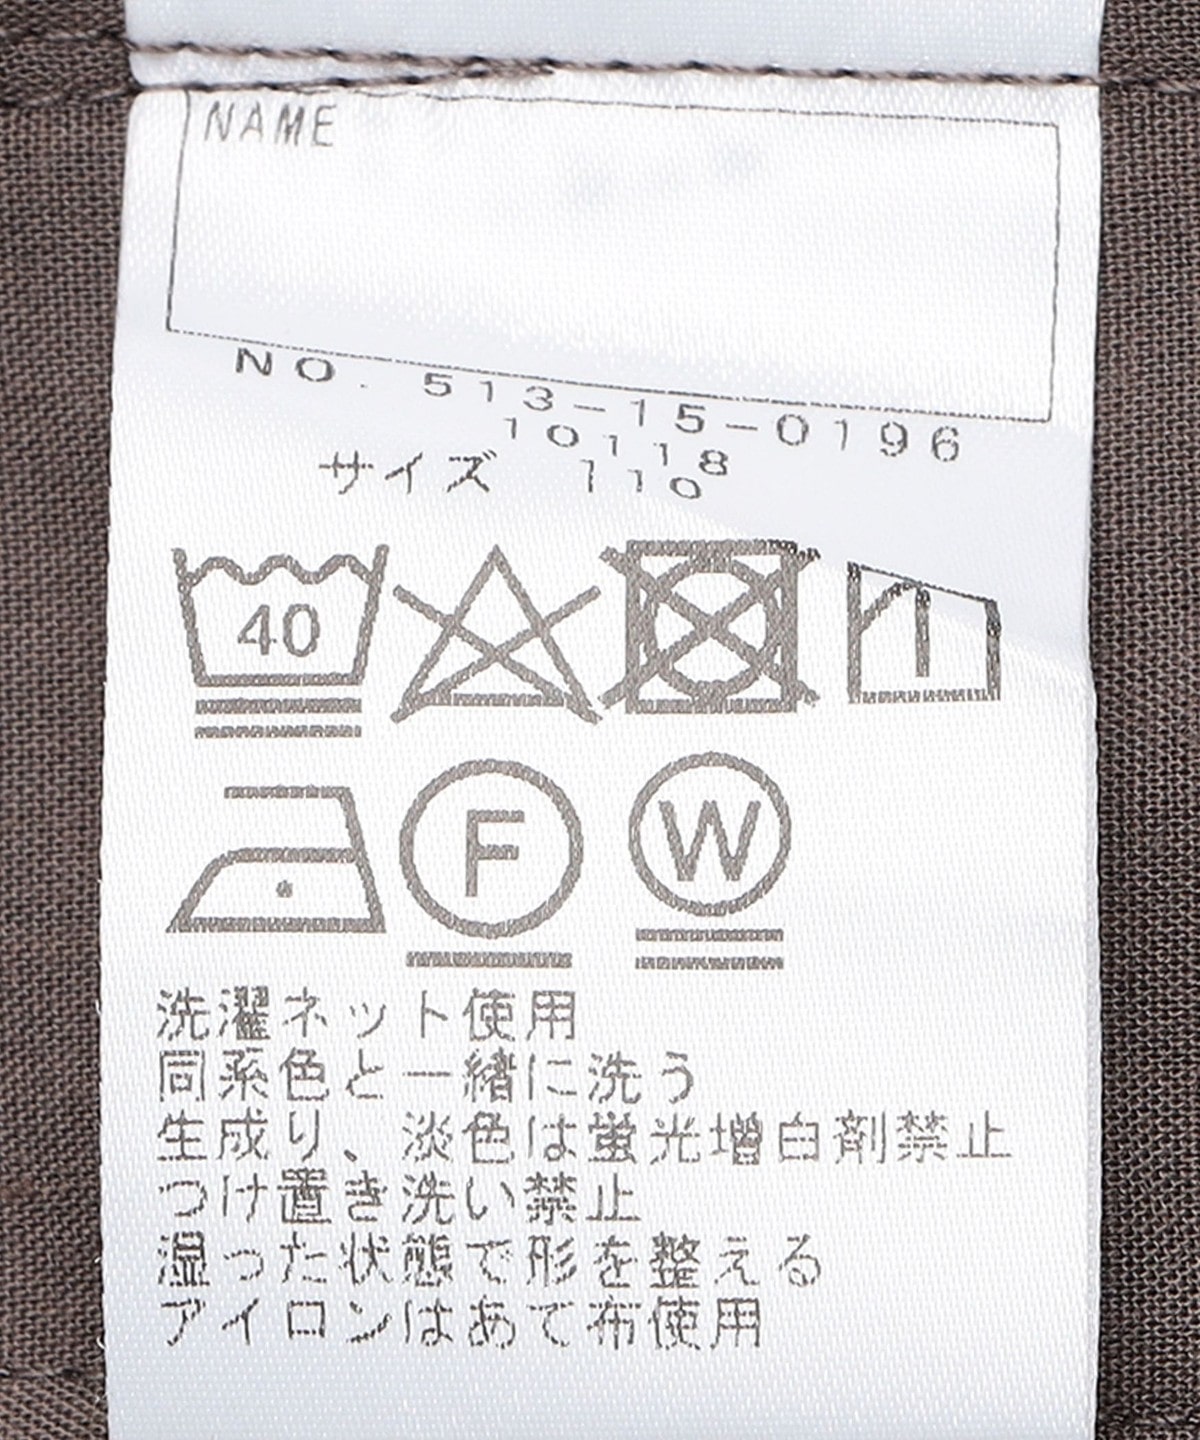 NAME
NO. 513-15-0196
10118
サイズ 110
40
F
W
洗濯ネット使用
同系色と一緒に洗う
生成り、淡色は蛍光増白剤禁止
つけ置き洗い禁止
湿った状態で形を整える
アイロンはあて布使用